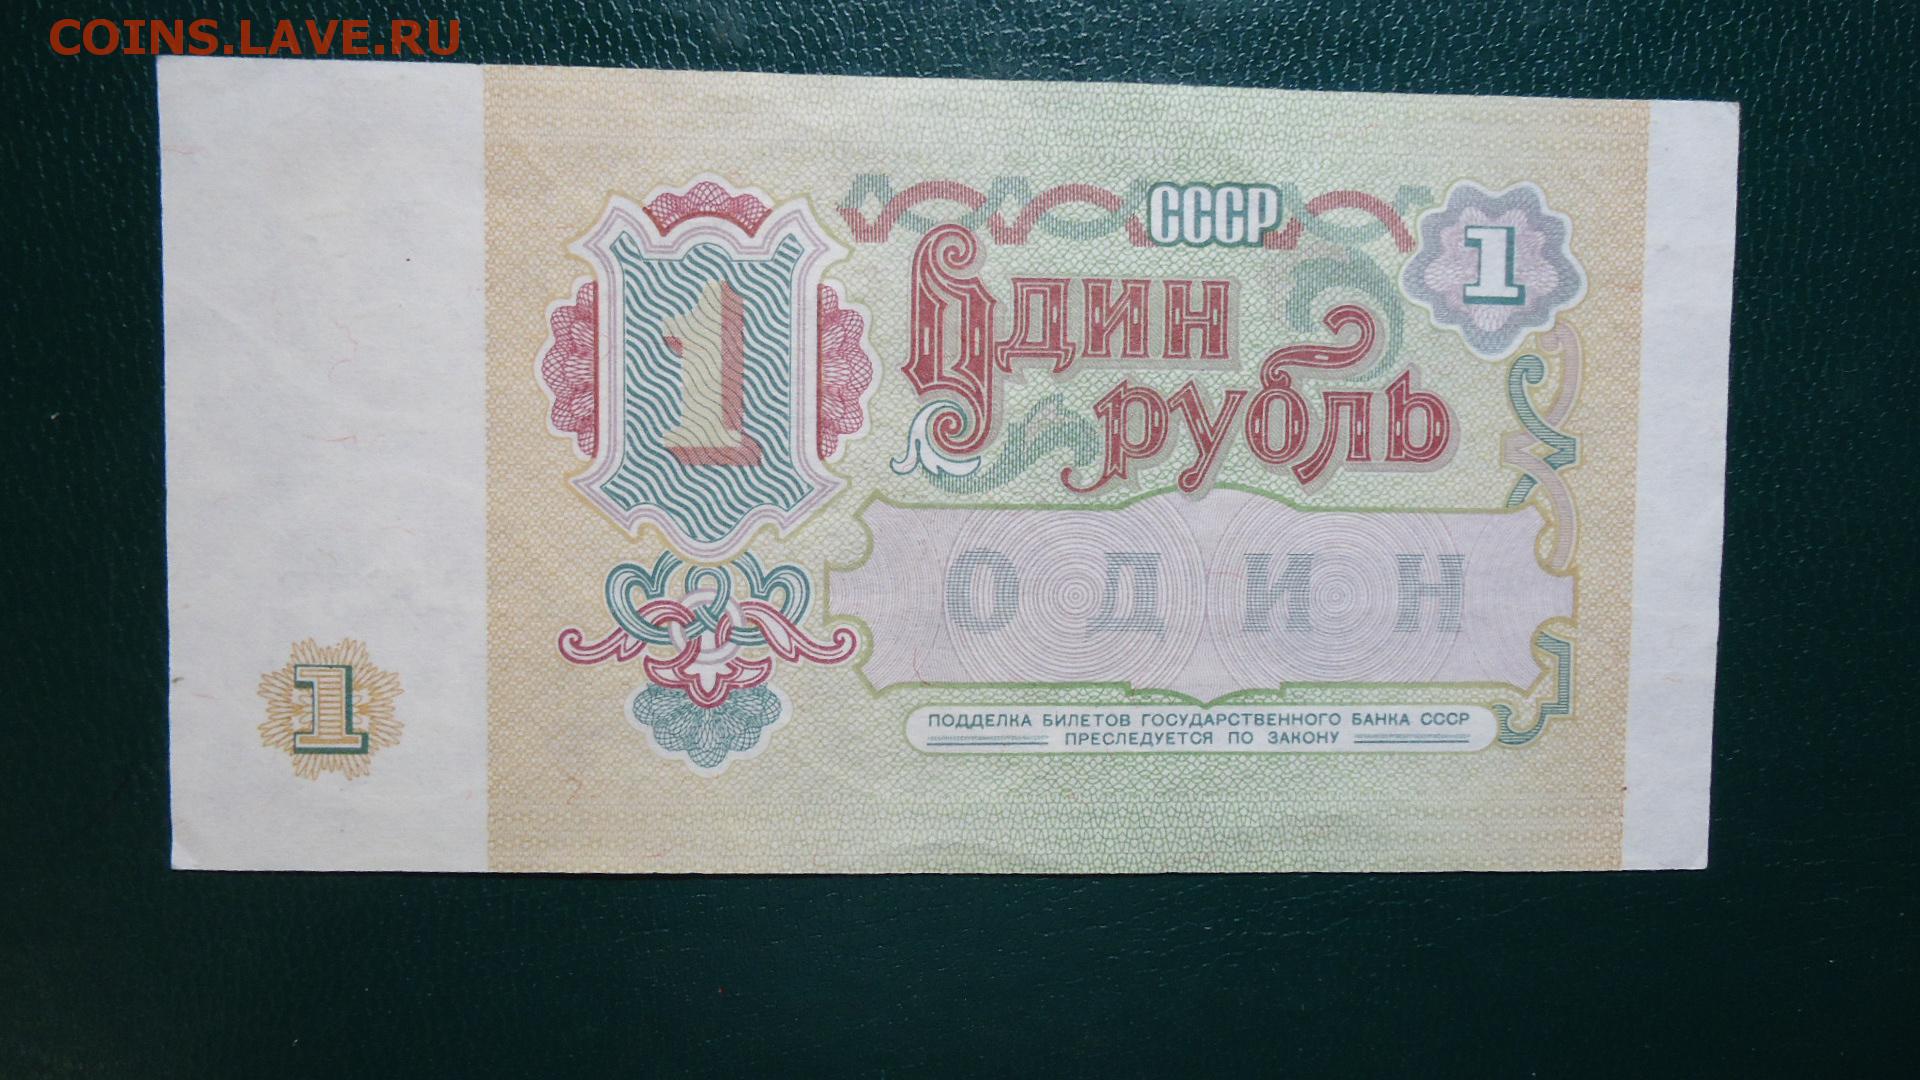 COINS.LAVE.RU
СССР
1
1
Один
рубль
ОДИН
1
ПОДДЕЛКА БИЛЕТОВ ГОСУДАРСТВЕННОГО БАНКА СССР
ПРЕСЛЕДУЕТСЯ ПО ЗАКОНУ